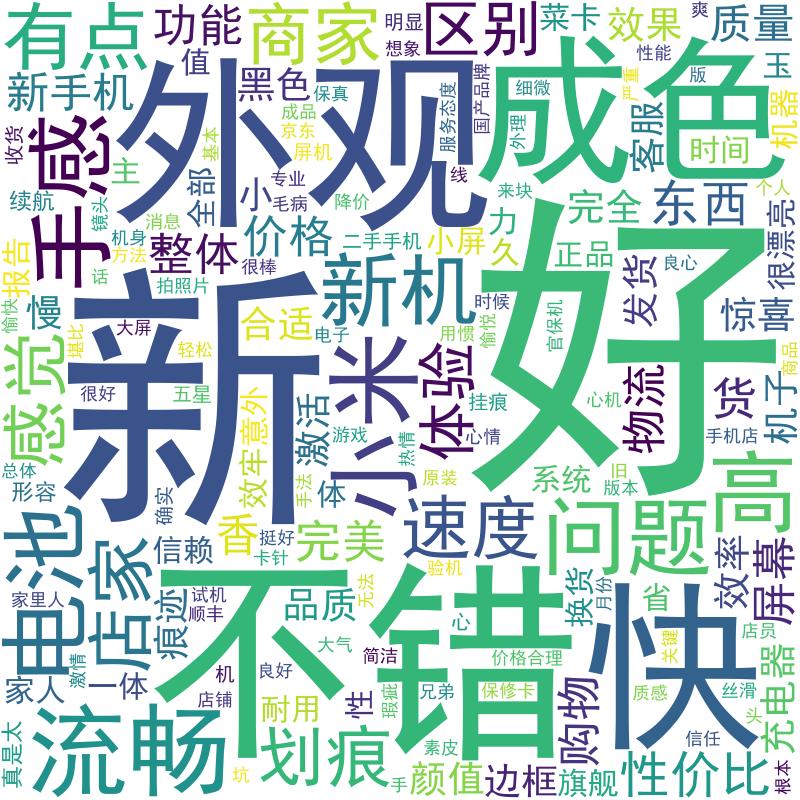 有点
功能
商家
明显
想象
区别
菜卡
效果
爽
性能
质量
新手机
值
黑色
外观
保真
成品
京东
屏机
服务态度
国产品牌
成色
细微
外理
严重
版
玉
机器
收货
手感
主
全部
基本
小
专业
毛病
降价
线
来块
客服
时间
个人
续航
镜头
消息
机身
方法
整体
很棒
价格
二手手机
小屏
力
久
完全
正品
东西
良心
很漂亮
报告
拍照片
新机
时候
官保机
发货
愉快
慢
堪比
大屏
轻松
合适
电子
用惯
愉悦
好
商品
感觉
很好
五星
新
意外
效牢
激活
游戏
小米
体验
挂痕
心情
热情
心机
物流
手机店
机子
总体
形容
确实
手法
体
原装
系统
旧
版本
高
电池
店家
信赖
香
挺好
卡针
完美
速度
问题
效率
屏幕
家里人
痕迹
试机
顺丰
不错
品质
无法
验机
心
换货
月份
省
店员
关键
快
激情
家人
一体
机
店铺
良好
大气
简洁
价格合理
耐用
性
瑕疵
兄弟
保修卡
购物
质感
丝滑
充电器
头
真是太
流畅
坑
划痕
素皮
手
颜值
边框
旗舰
信任
性价比
根本